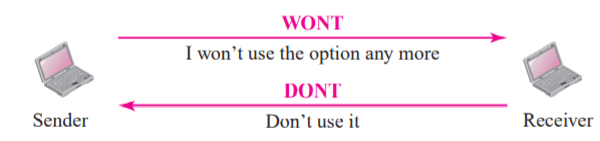 WONT
I won’t use the option any more
DONT
Sender
Don’t use it
Receiver